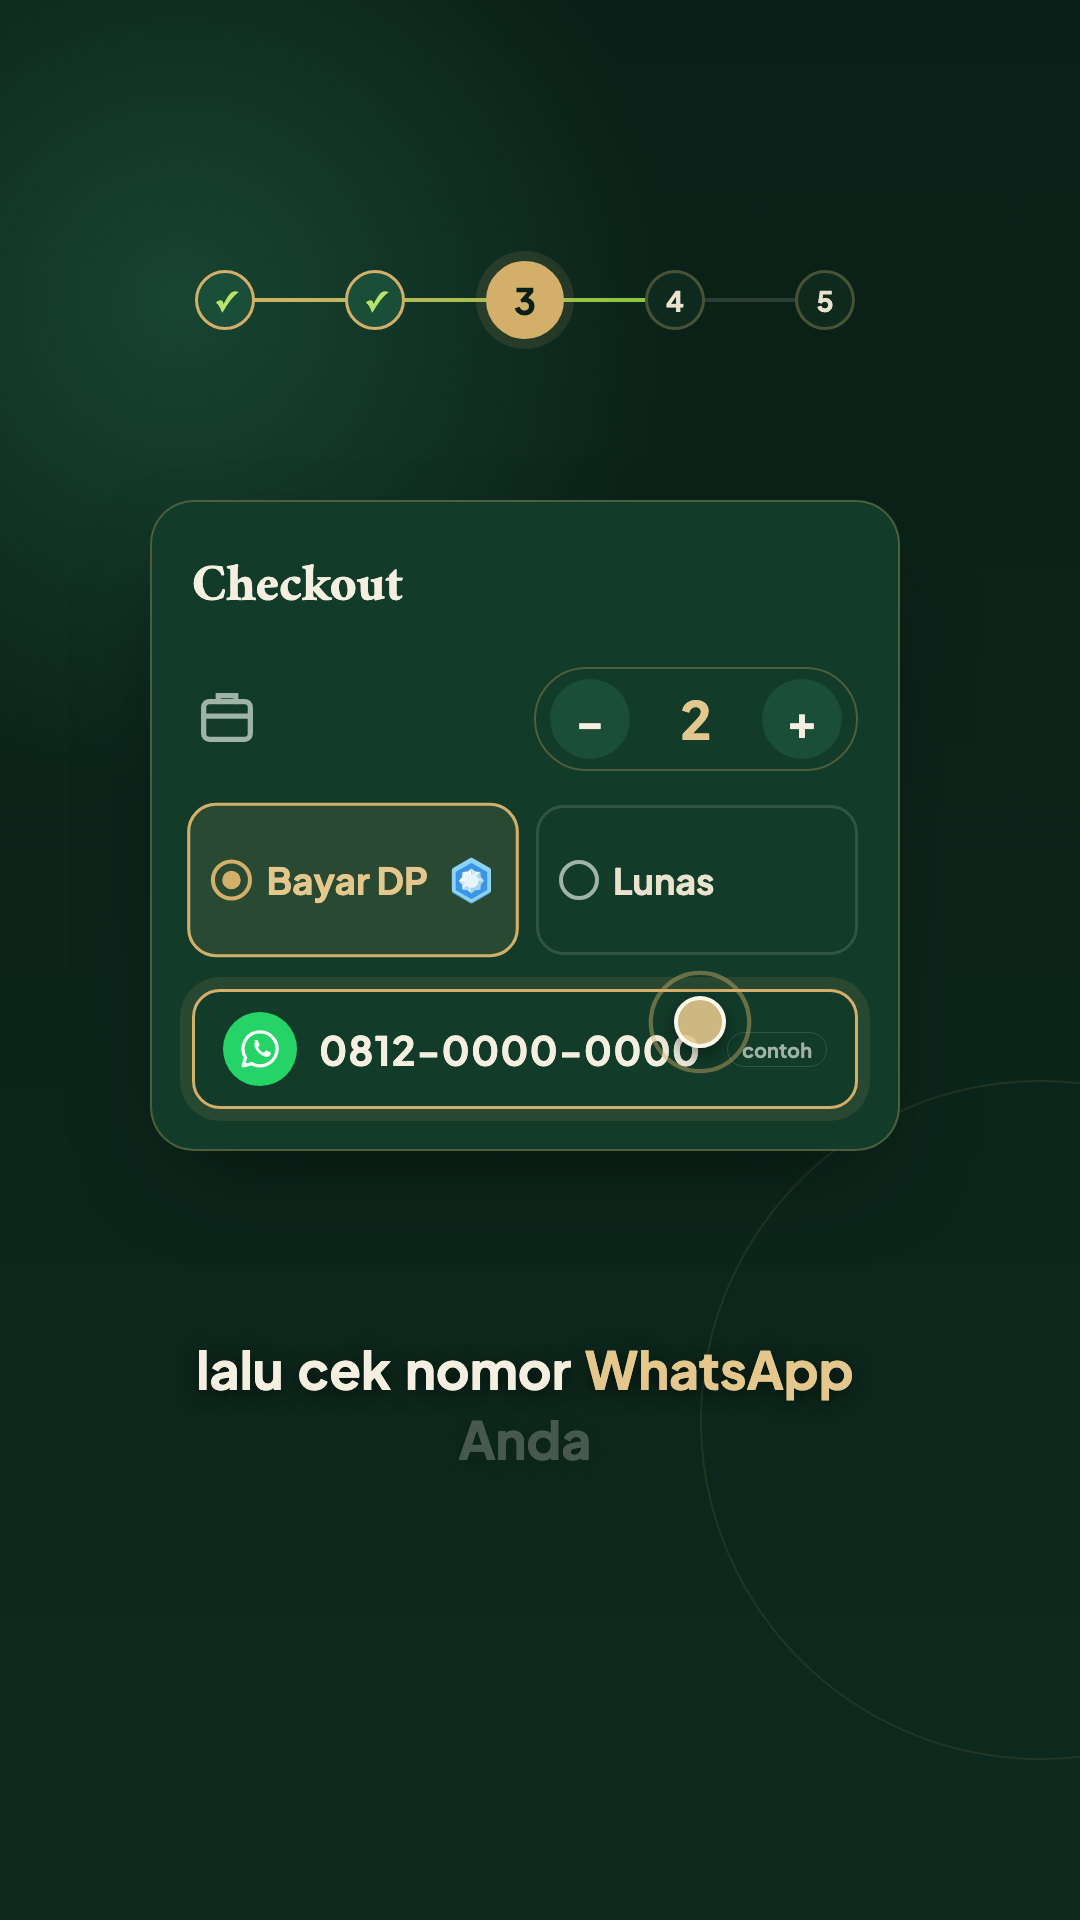 ✓ ✓ 3 4 5
Checkout
– 2 +
Bayar DP Lunas
0812-0000-0000 contoh
lalu cek nomor WhatsApp
Anda